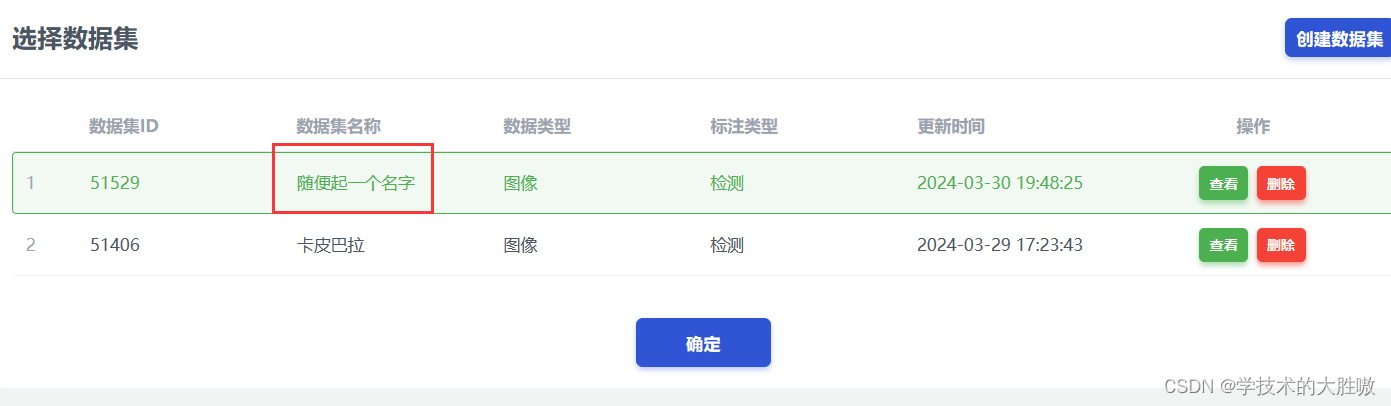 选择数据集
创建数据集
数据集ID 数据集名称 数据类型 标注类型 更新时间 操作
1 51529 随便起一个名字 图像 检测 2024-03-30 19:48:25 查看 删除
2 51406 卡皮巴拉 图像 检测 2024-03-29 17:23:43 查看 删除
确定
CSDN @学技术的大胜嗷